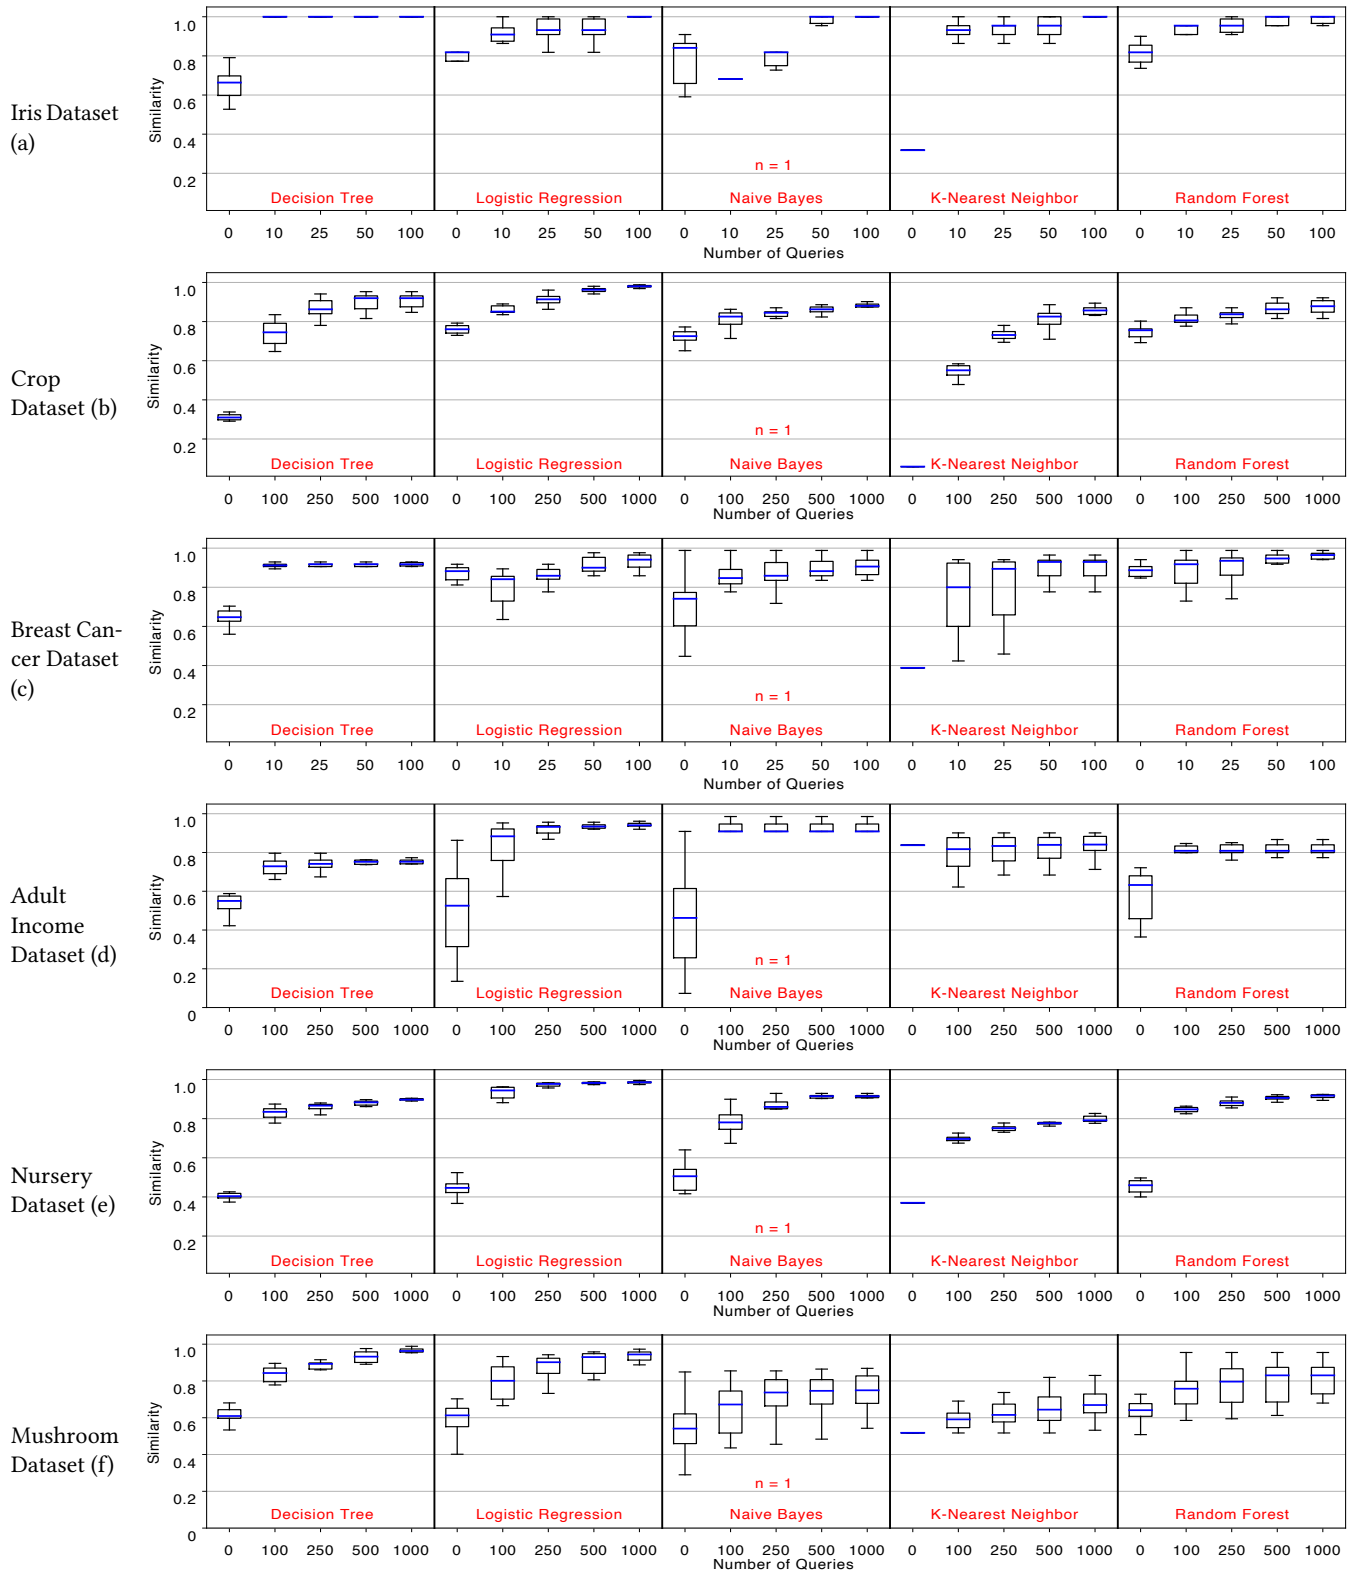 Iris Dataset
(a)
Similarity
1.0
0.8
0.6
0.4
0.2
n = 1
Decision Tree Logistic Regression Naive Bayes K-Nearest Neighbor Random Forest
0 10 25 50 100 0 10 25 50 100 0 10 25 50 100 0 10 25 50 100 0 10 25 50 100
Number of Queries
Crop
Dataset (b)
Similarity
1.0
0.8
0.6
0.4
0.2
n = 1
Decision Tree Logistic Regression Naive Bayes K-Nearest Neighbor Random Forest
0 100 250 500 1000 0 100 250 500 1000 0 100 250 500 1000 0 100 250 500 1000 0 100 250 500 1000
Number of Queries
Breast Can-
cer Dataset
(c)
Similarity
1.0
0.8
0.6
0.4
0.2
n = 1
Decision Tree Logistic Regression Naive Bayes K-Nearest Neighbor Random Forest
0 10 25 50 100 0 10 25 50 100 0 10 25 50 100 0 10 25 50 100 0 10 25 50 100
Number of Queries
Adult
Income
Dataset (d)
Similarity
1.0
0.8
0.6
0.4
0.2
0
n = 1
Decision Tree Logistic Regression Naive Bayes K-Nearest Neighbor Random Forest
0 100 250 500 1000 0 100 250 500 1000 0 100 250 500 1000 0 100 250 500 1000 0 100 250 500 1000
Number of Queries
Nursery
Dataset (e)
Similarity
1.0
0.8
0.6
0.4
0.2
n = 1
Decision Tree Logistic Regression Naive Bayes K-Nearest Neighbor Random Forest
0 100 250 500 1000 0 100 250 500 1000 0 100 250 500 1000 0 100 250 500 1000 0 100 250 500 1000
Number of Queries
Mushroom
Dataset (f)
Similarity
1.0
0.8
0.6
0.4
0.2
0
n = 1
Decision Tree Logistic Regression Naive Bayes K-Nearest Neighbor Random Forest
0 100 250 500 1000 0 100 250 500 1000 0 100 250 500 1000 0 100 250 500 1000 0 100 250 500 1000
Number of Queries